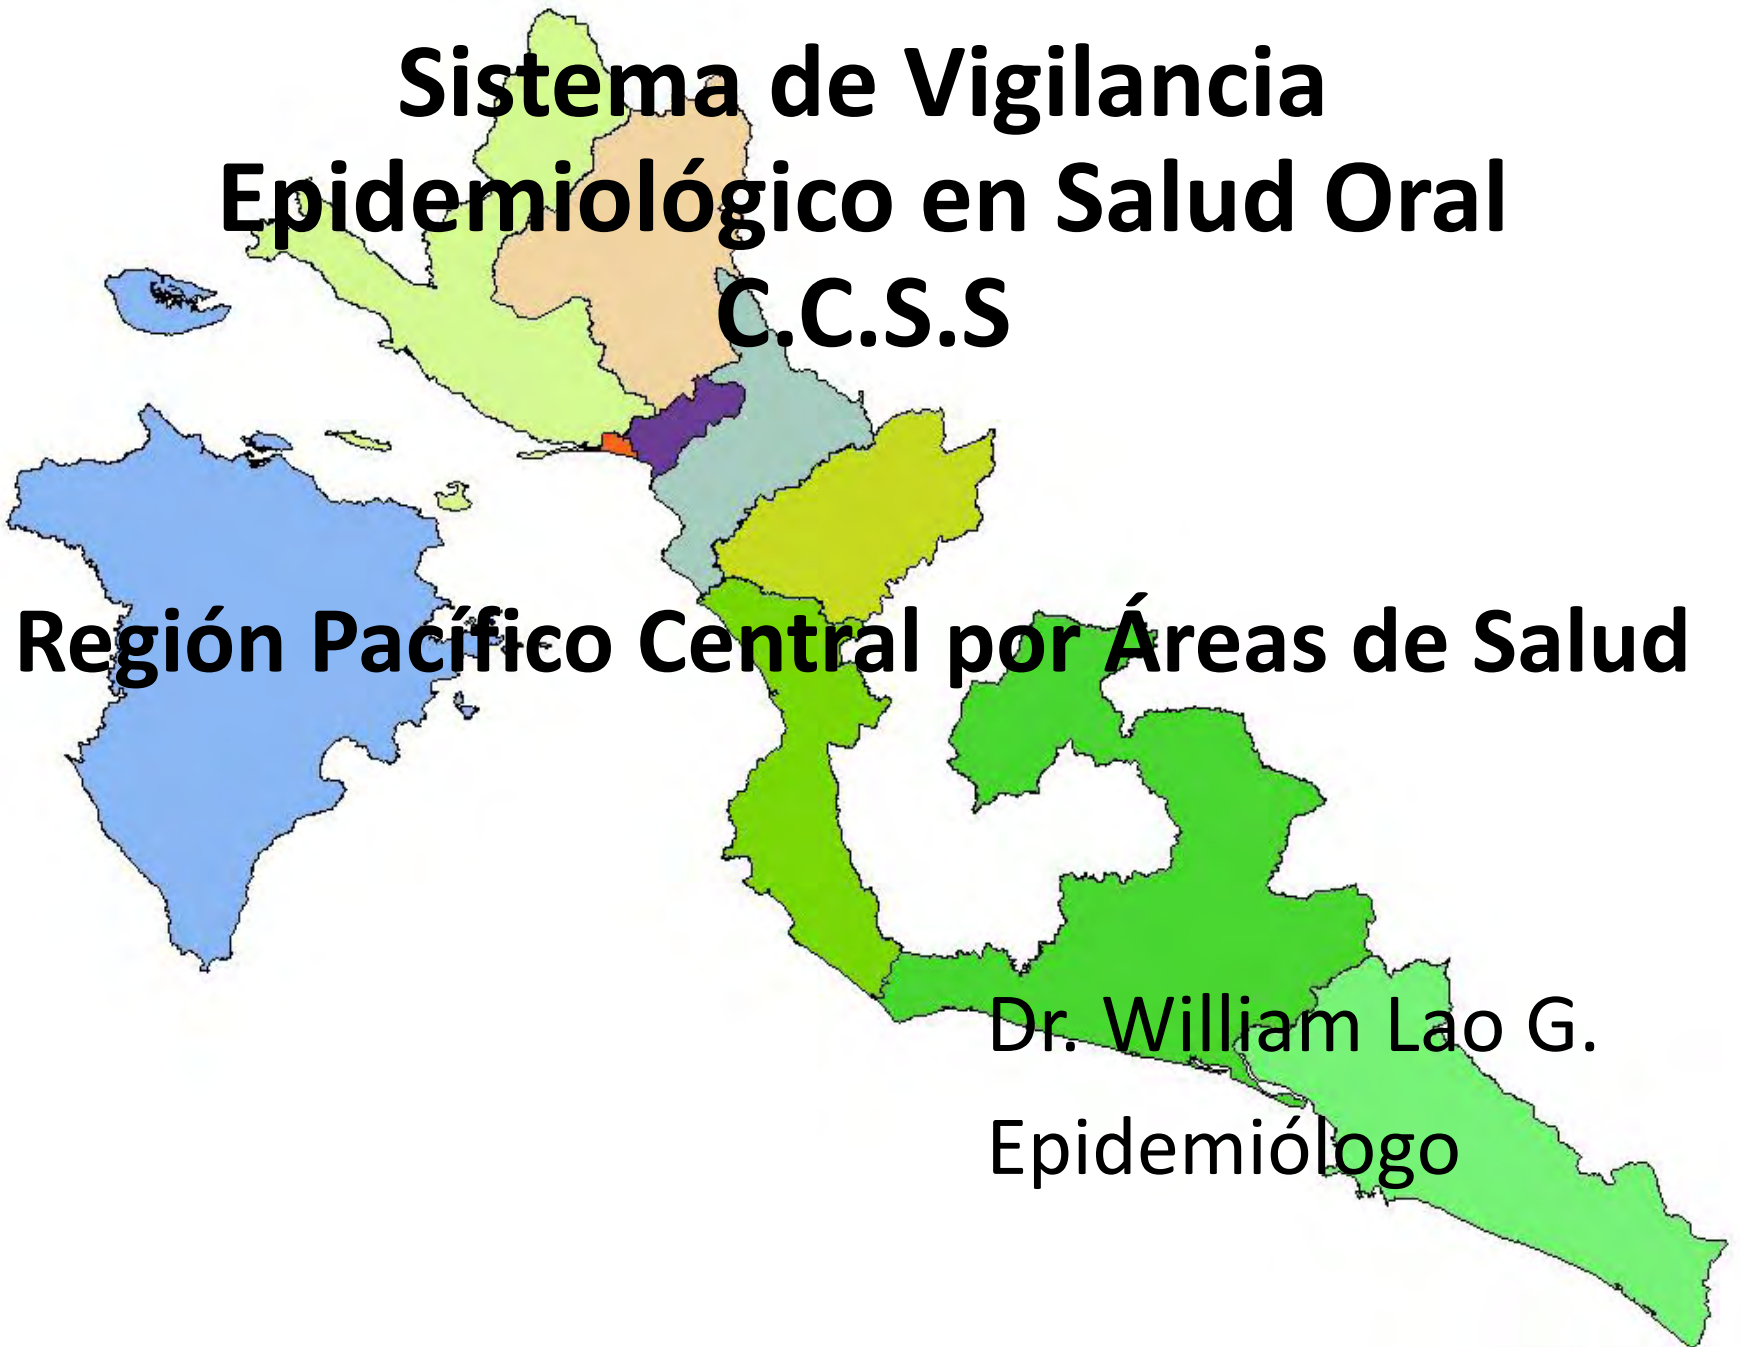 Sistema de Vigilancia
Epidemiológico en Salud Oral
C.C.S.S
Región Pacífico Central por Áreas de Salud
Dr. William Lao G.
Epidemiólogo